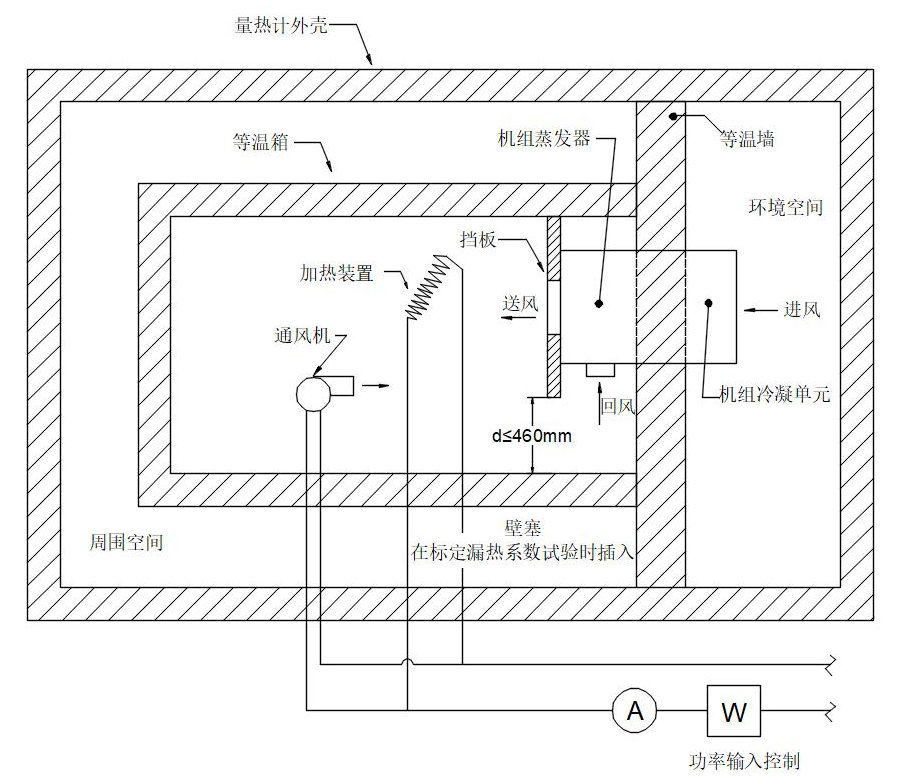 量热计外壳
等温箱
机组蒸发器
等温墙
环境空间
挡板
加热装置
送风
进风
通风机
机组冷凝单元
回风
d≤460mm
壁塞
周围空间
在标定漏热系数试验时插入
A
W
功率输入控制